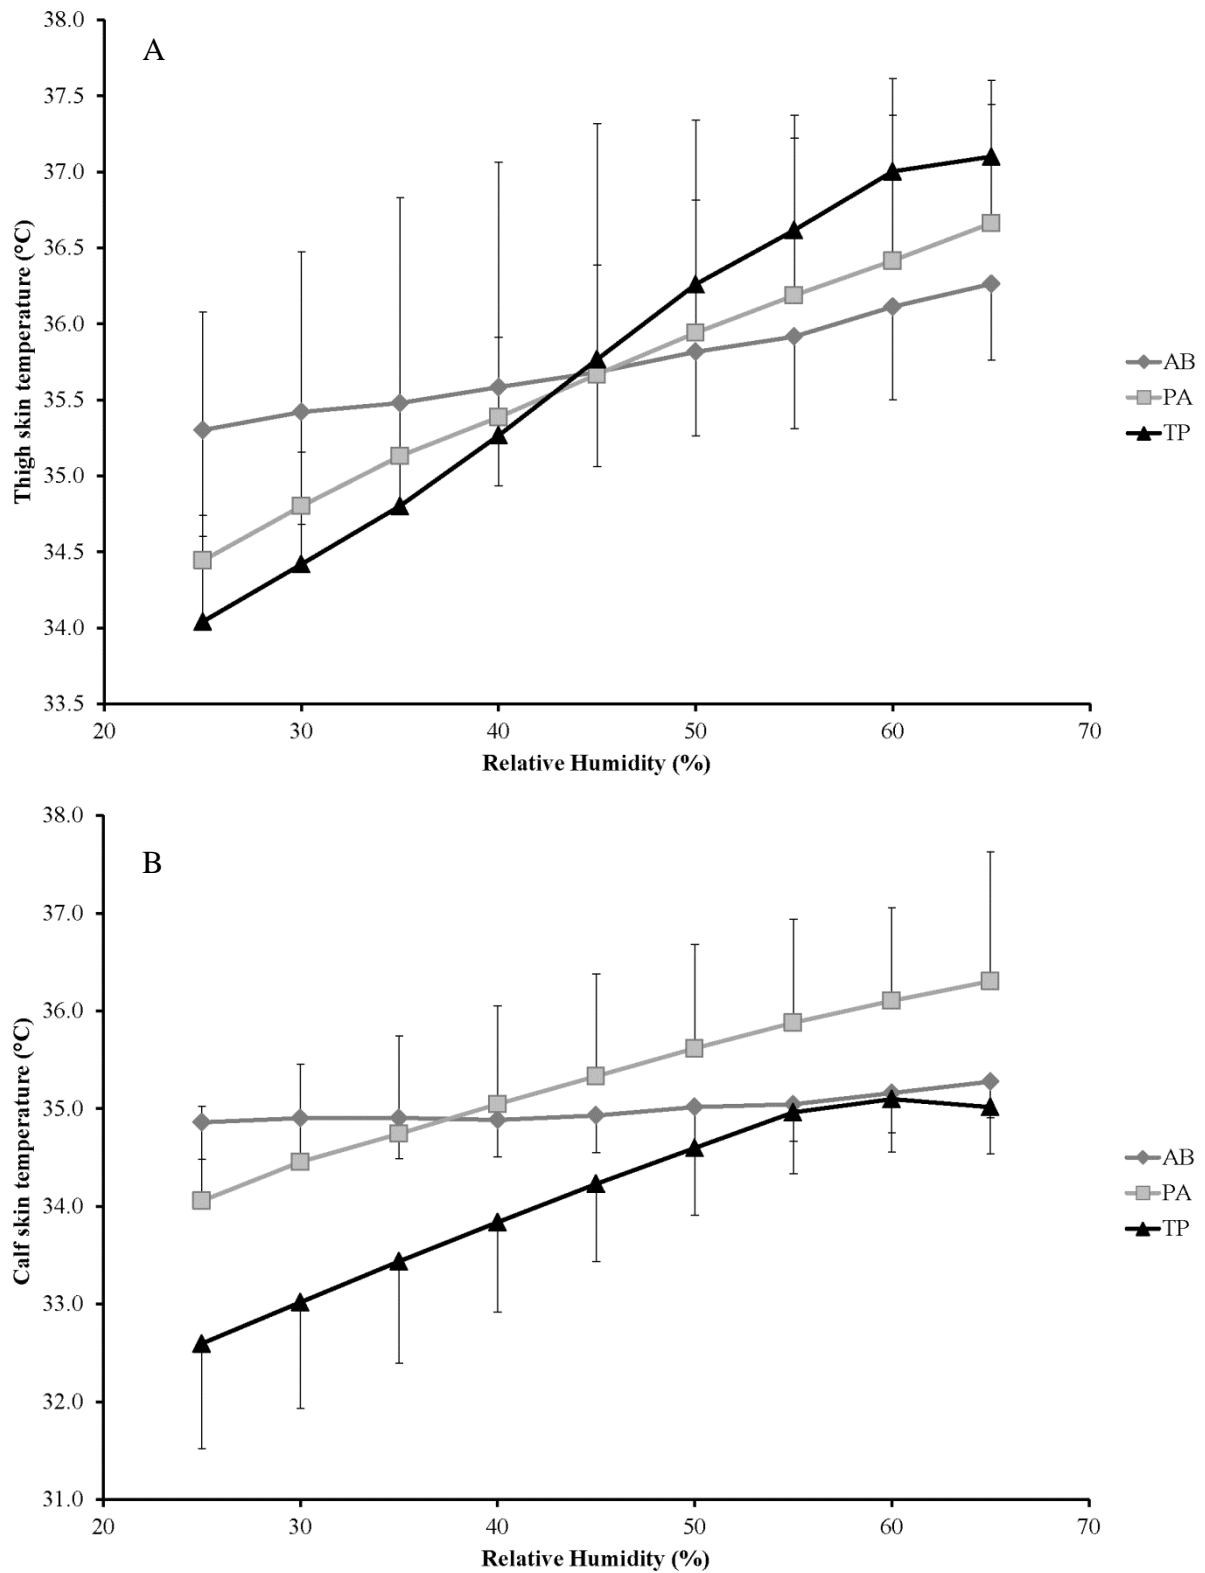 A
38.0
37.5
37.0
36.5
36.0
35.5
35.0
34.5
34.0
33.5
Thigh skin temperature (°C)
20 30 40 50 60 70
Relative Humidity (%)
AB
PA
TP
B
38.0
37.0
36.0
35.0
34.0
33.0
32.0
31.0
Calf skin temperature (°C)
20 30 40 50 60 70
Relative Humidity (%)
AB
PA
TP